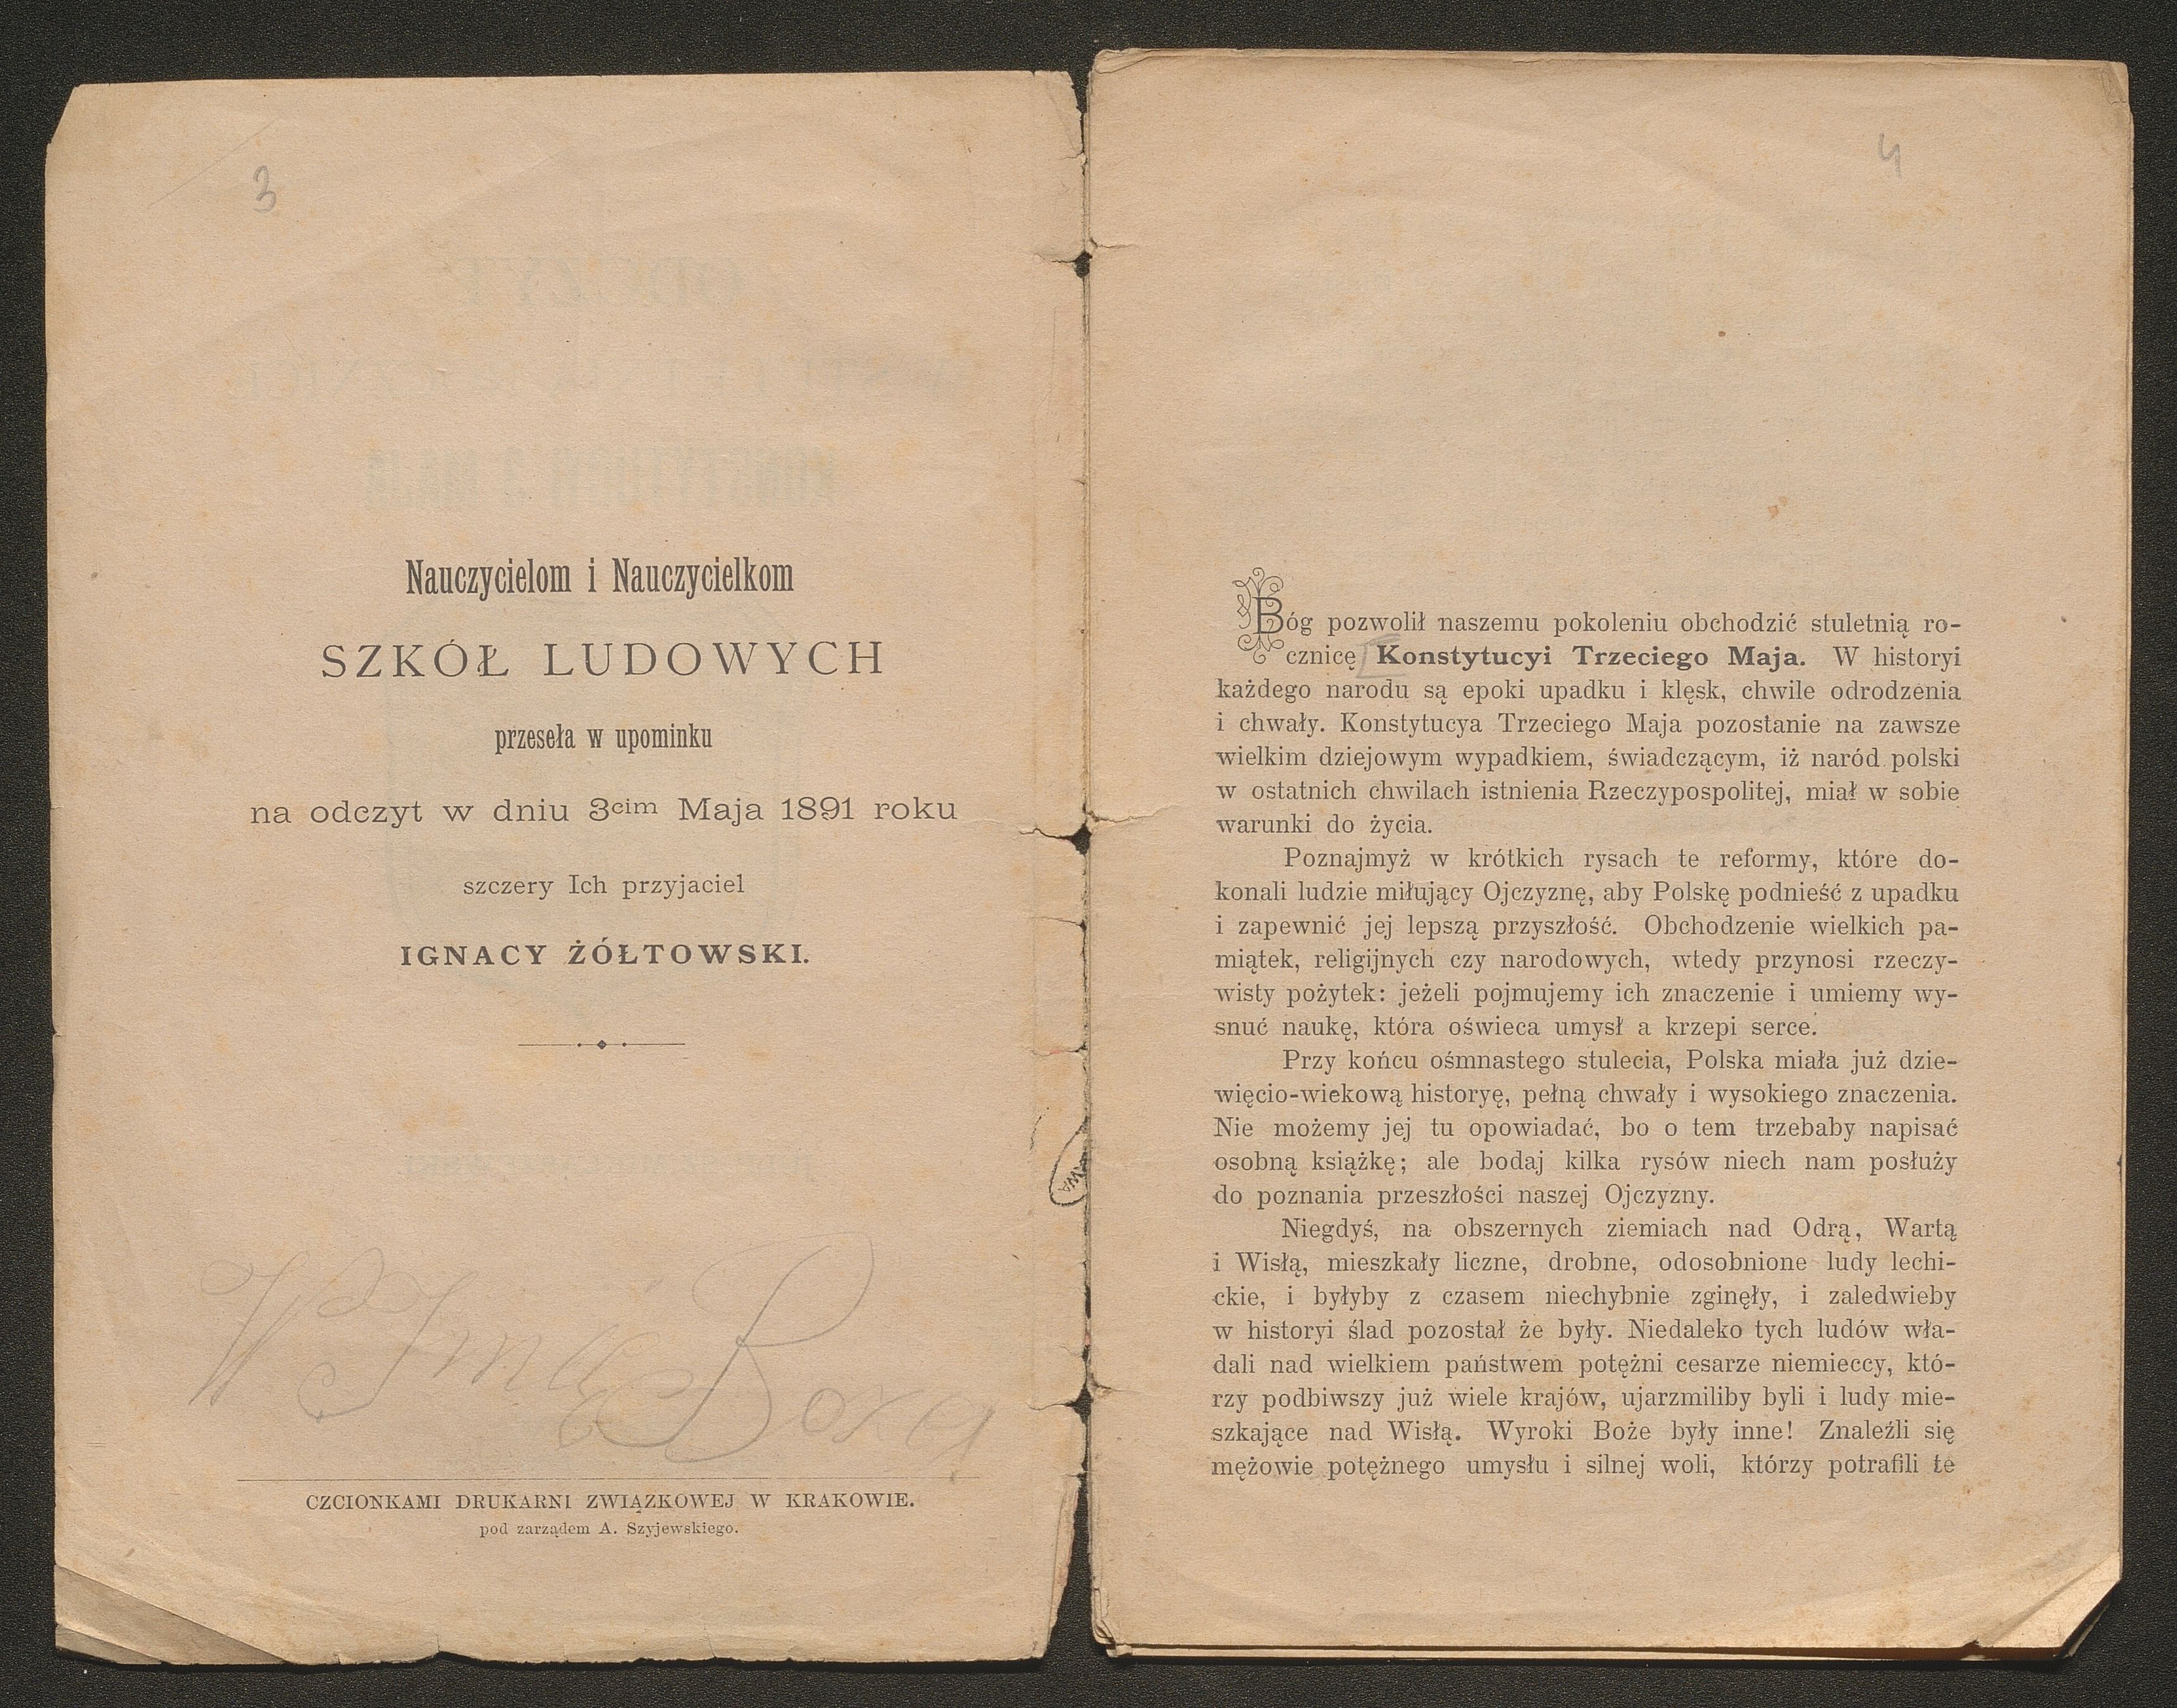 3
Nauczycielom i Nauczycielkom
SZKÓŁ LUDOWYCH
przeseła w upominku
na odczyt w dniu 3cim Maja 1891 roku
szczery Ich przyjaciel
IGNACY ŻÓŁTOWSKI.
W Imię Boże
CZCIONKAMI DRUKARNI ZWIĄZKOWEJ W KRAKOWIE.
pod zarządem A. Szyjewskiego.
4
Bóg pozwolił naszemu pokoleniu obchodzić stuletnią ro-
cznicę Konstytucyi Trzeciego Maja. W historyi
każdego narodu są epoki upadku i klęsk, chwile odrodzenia
i chwały. Konstytucya Trzeciego Maja pozostanie na zawsze
wielkim dziejowym wypadkiem, świadczącym, iż naród polski
w ostatnich chwilach istnienia Rzeczypospolitej, miał w sobie
warunki do życia.
Poznajmyż w krótkich rysach te reformy, które do-
konali ludzie miłujący Ojczyznę, aby Polskę podnieść z upadku
i zapewnić jej lepszą przyszłość. Obchodzenie wielkich pa-
miątek, religijnych czy narodowych, wtedy przynosi rzeczy-
wisty pożytek: jeżeli pojmujemy ich znaczenie i umiemy wy-
snuć naukę, która oświeca umysł a krzepi serce.
Przy końcu ośmnastego stulecia, Polska miała już dzie-
więcio-wiekową historyę, pełną chwały i wysokiego znaczenia.
Nie możemy jej tu opowiadać, bo o tem trzebaby napisać
osobną książkę; ale bodaj kilka rysów niech nam posłuży
do poznania przeszłości naszej Ojczyzny.
Niegdyś, na obszernych ziemiach nad Odrą, Wartą
i Wisłą, mieszkały liczne, drobne, odosobnione ludy lechi-
ckie, i byłyby z czasem niechybnie zginęły, i zaledwieby
w historyi ślad pozostał że były. Niedaleko tych ludów wła-
dali nad wielkiem państwem potężni cesarze niemieccy, któ-
rzy podbiwszy już wiele krajów, ujarzmiliby byli i ludy mie-
szkające nad Wisłą. Wyroki Boże były inne! Znaleźli się
mężowie potężnego umysłu i silnej woli, którzy potrafili te